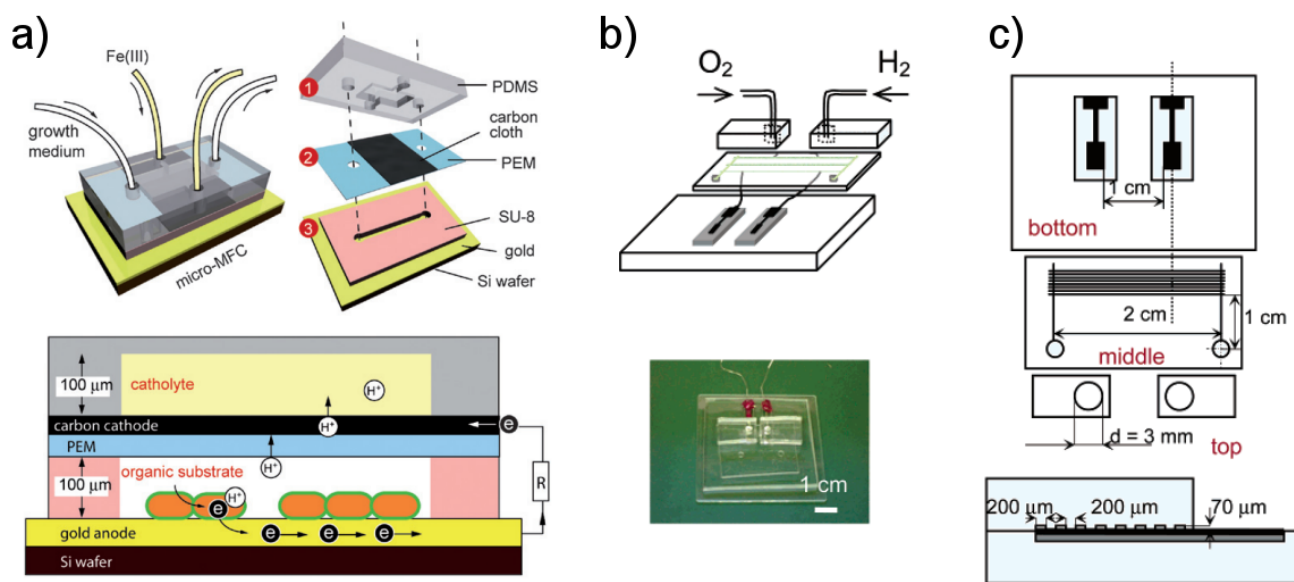 a)
Fe(III)
growth
medium
micro-MFC
1
PDMS
carbon
cloth
2
PEM
3
SU-8
gold
Si wafer
100 μm
catholyte
H⁺
carbon cathode
H⁺
e
PEM
H⁺
100 μm
organic substrate
H⁺
e
R
gold anode
e
e
e
Si wafer
b)
O₂
H₂
1 cm
c)
1 cm
bottom
2 cm
1 cm
middle
d = 3 mm
top
200 μm
200 μm
70 μm